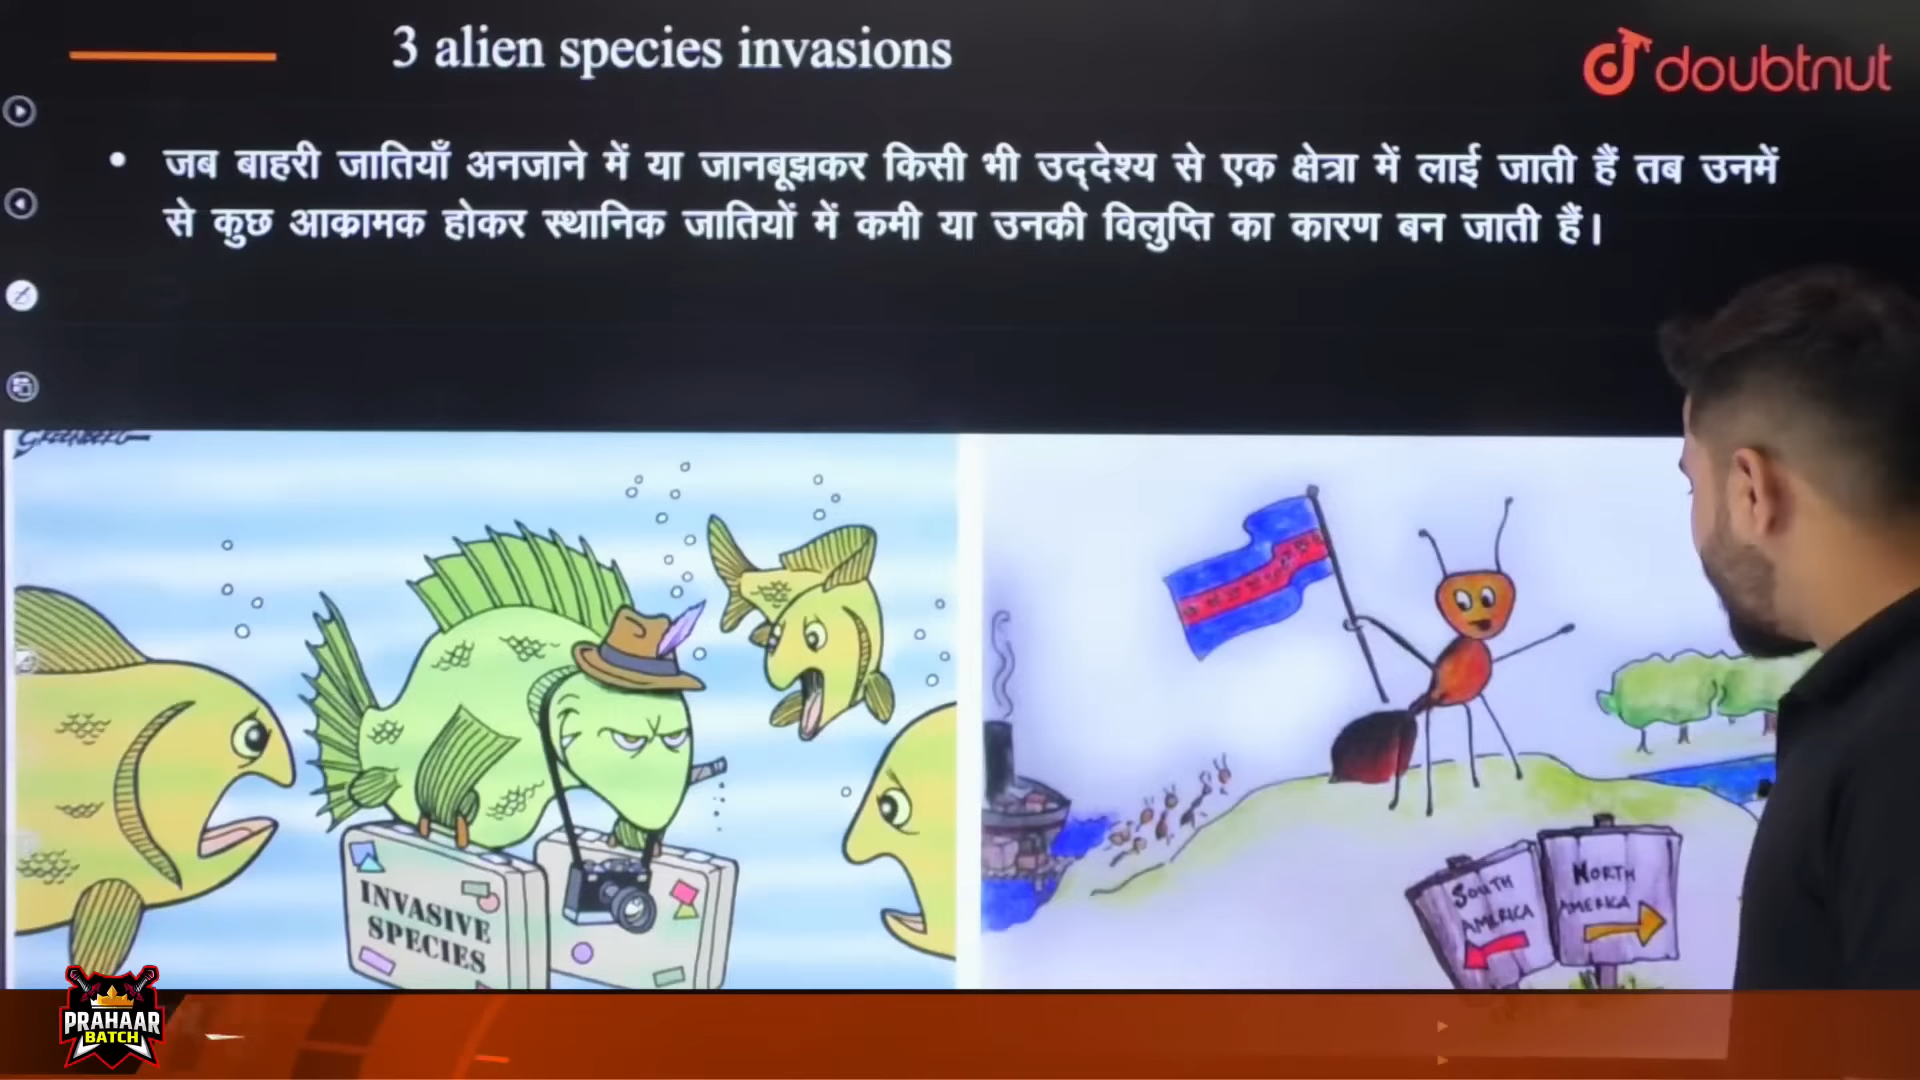 3 alien species invasions
doubtnut
• जब बाहरी जातियाँ अनजाने में या जानबूझकर किसी भी उद्देश्य से एक क्षेत्रा में लाई जाती हैं तब उनमें
से कुछ आकामक होकर स्थानिक जातियों में कमी या उनकी विलुप्ति का कारण बन जाती हैं।
GREENBERG
INVASIVE
SPECIES
SOUTH
AMERICA
NORTH
AMERICA
PRAHAAR
BATCH